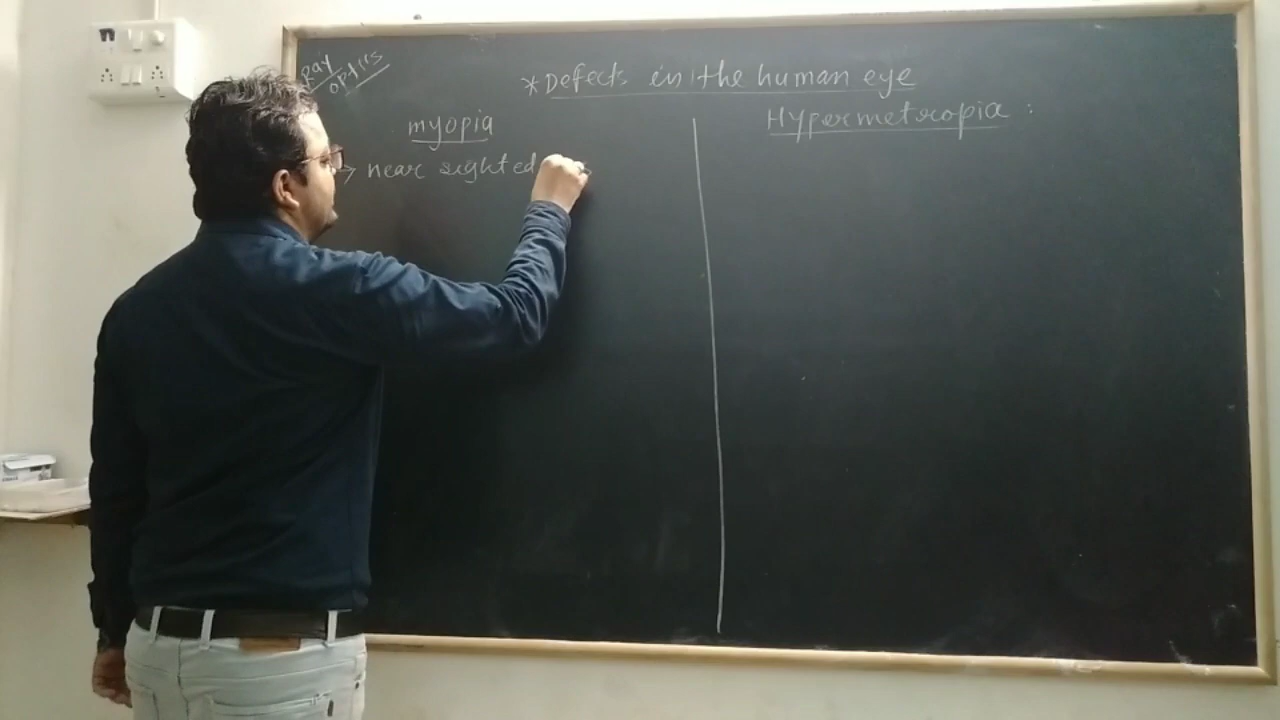 Ray
optics
* Defects in the human eye
myopia
Hypermetropia :
→ near sighted